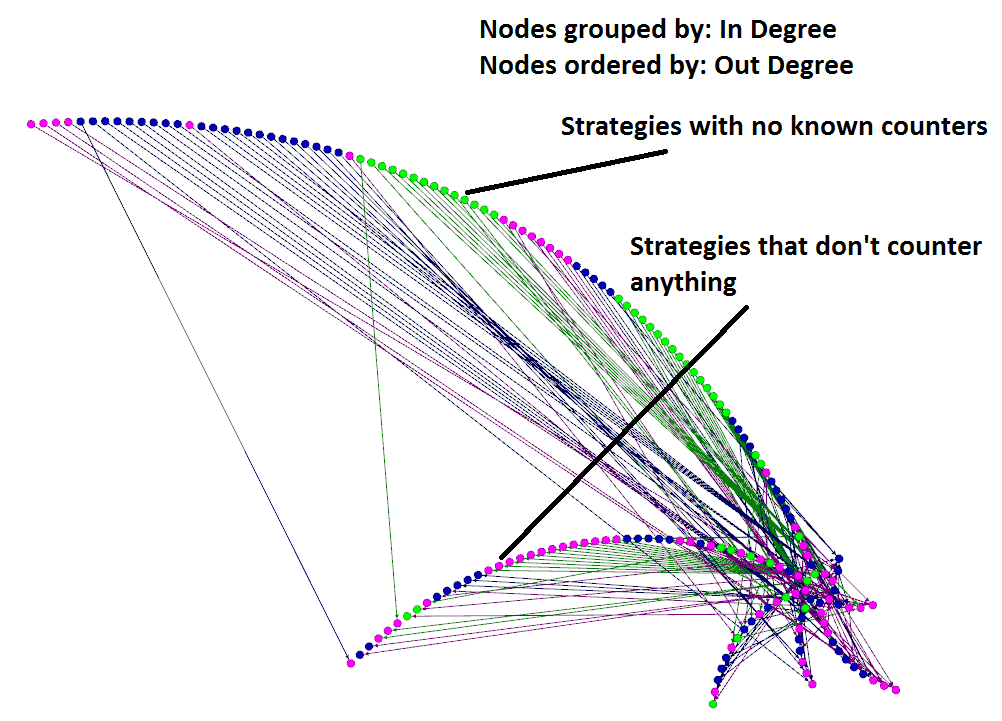 Nodes grouped by: In Degree
Nodes ordered by: Out Degree
Strategies with no known counters
Strategies that don't counter
anything